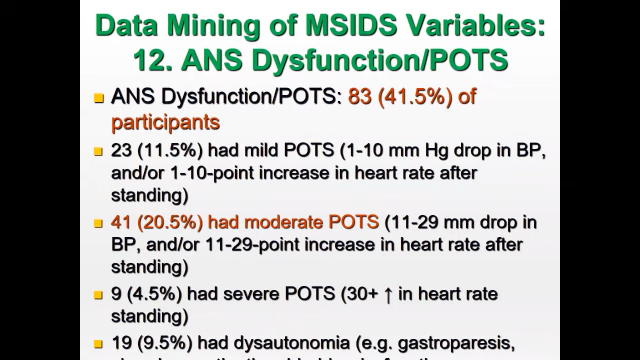 Data Mining of MSIDS Variables:
12. ANS Dysfunction/POTS
ANS Dysfunction/POTS: 83 (41.5%) of
participants
23 (11.5%) had mild POTS (1-10 mm Hg drop in BP,
and/or 1-10-point increase in heart rate after
standing)
41 (20.5%) had moderate POTS (11-29 mm drop in
BP, and/or 11-29-point increase in heart rate after
standing)
9 (4.5%) had severe POTS (30+ ↑ in heart rate
standing)
19 (9.5%) had dysautonomia (e.g. gastroparesis,